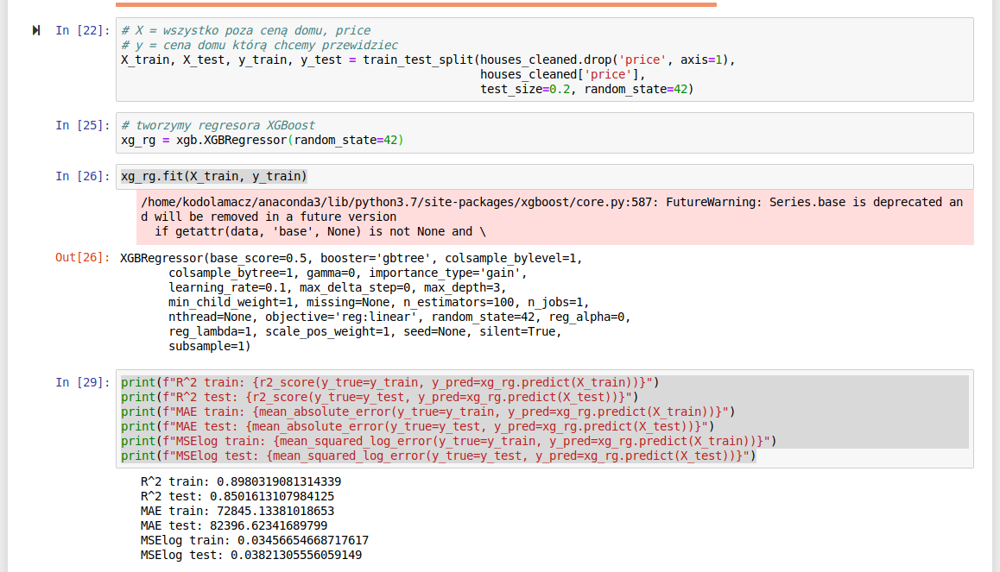 In [22]: # X = wszystko poza ceną domu, price
# y = cena domu którą chcemy przewidziec
X_train, X_test, y_train, y_test = train_test_split(houses_cleaned.drop('price', axis=1),
houses_cleaned['price'],
test_size=0.2, random_state=42)
In [25]: # tworzymy regresora XGBoost
xg_rg = xgb.XGBRegressor(random_state=42)
In [26]: xg_rg.fit(X_train, y_train)
/home/kodolamacz/anaconda3/lib/python3.7/site-packages/xgboost/core.py:587: FutureWarning: Series.base is deprecated an
d will be removed in a future version
if getattr(data, 'base', None) is not None and \
Out[26]: XGBRegressor(base_score=0.5, booster='gbtree', colsample_bylevel=1,
colsample_bytree=1, gamma=0, importance_type='gain',
learning_rate=0.1, max_delta_step=0, max_depth=3,
min_child_weight=1, missing=None, n_estimators=100, n_jobs=1,
nthread=None, objective='reg:linear', random_state=42, reg_alpha=0,
reg_lambda=1, scale_pos_weight=1, seed=None, silent=True,
subsample=1)
In [29]: print(f"R^2 train: {r2_score(y_true=y_train, y_pred=xg_rg.predict(X_train))}")
print(f"R^2 test: {r2_score(y_true=y_test, y_pred=xg_rg.predict(X_test))}")
print(f"MAE train: {mean_absolute_error(y_true=y_train, y_pred=xg_rg.predict(X_train))}")
print(f"MAE test: {mean_absolute_error(y_true=y_test, y_pred=xg_rg.predict(X_test))}")
print(f"MSElog train: {mean_squared_log_error(y_true=y_train, y_pred=xg_rg.predict(X_train))}")
print(f"MSElog test: {mean_squared_log_error(y_true=y_test, y_pred=xg_rg.predict(X_test))}")
R^2 train: 0.8980319081314339
R^2 test: 0.8501613107984125
MAE train: 72845.13381018653
MAE test: 82396.62341689799
MSElog train: 0.03456654668717617
MSElog test: 0.03821305556059149